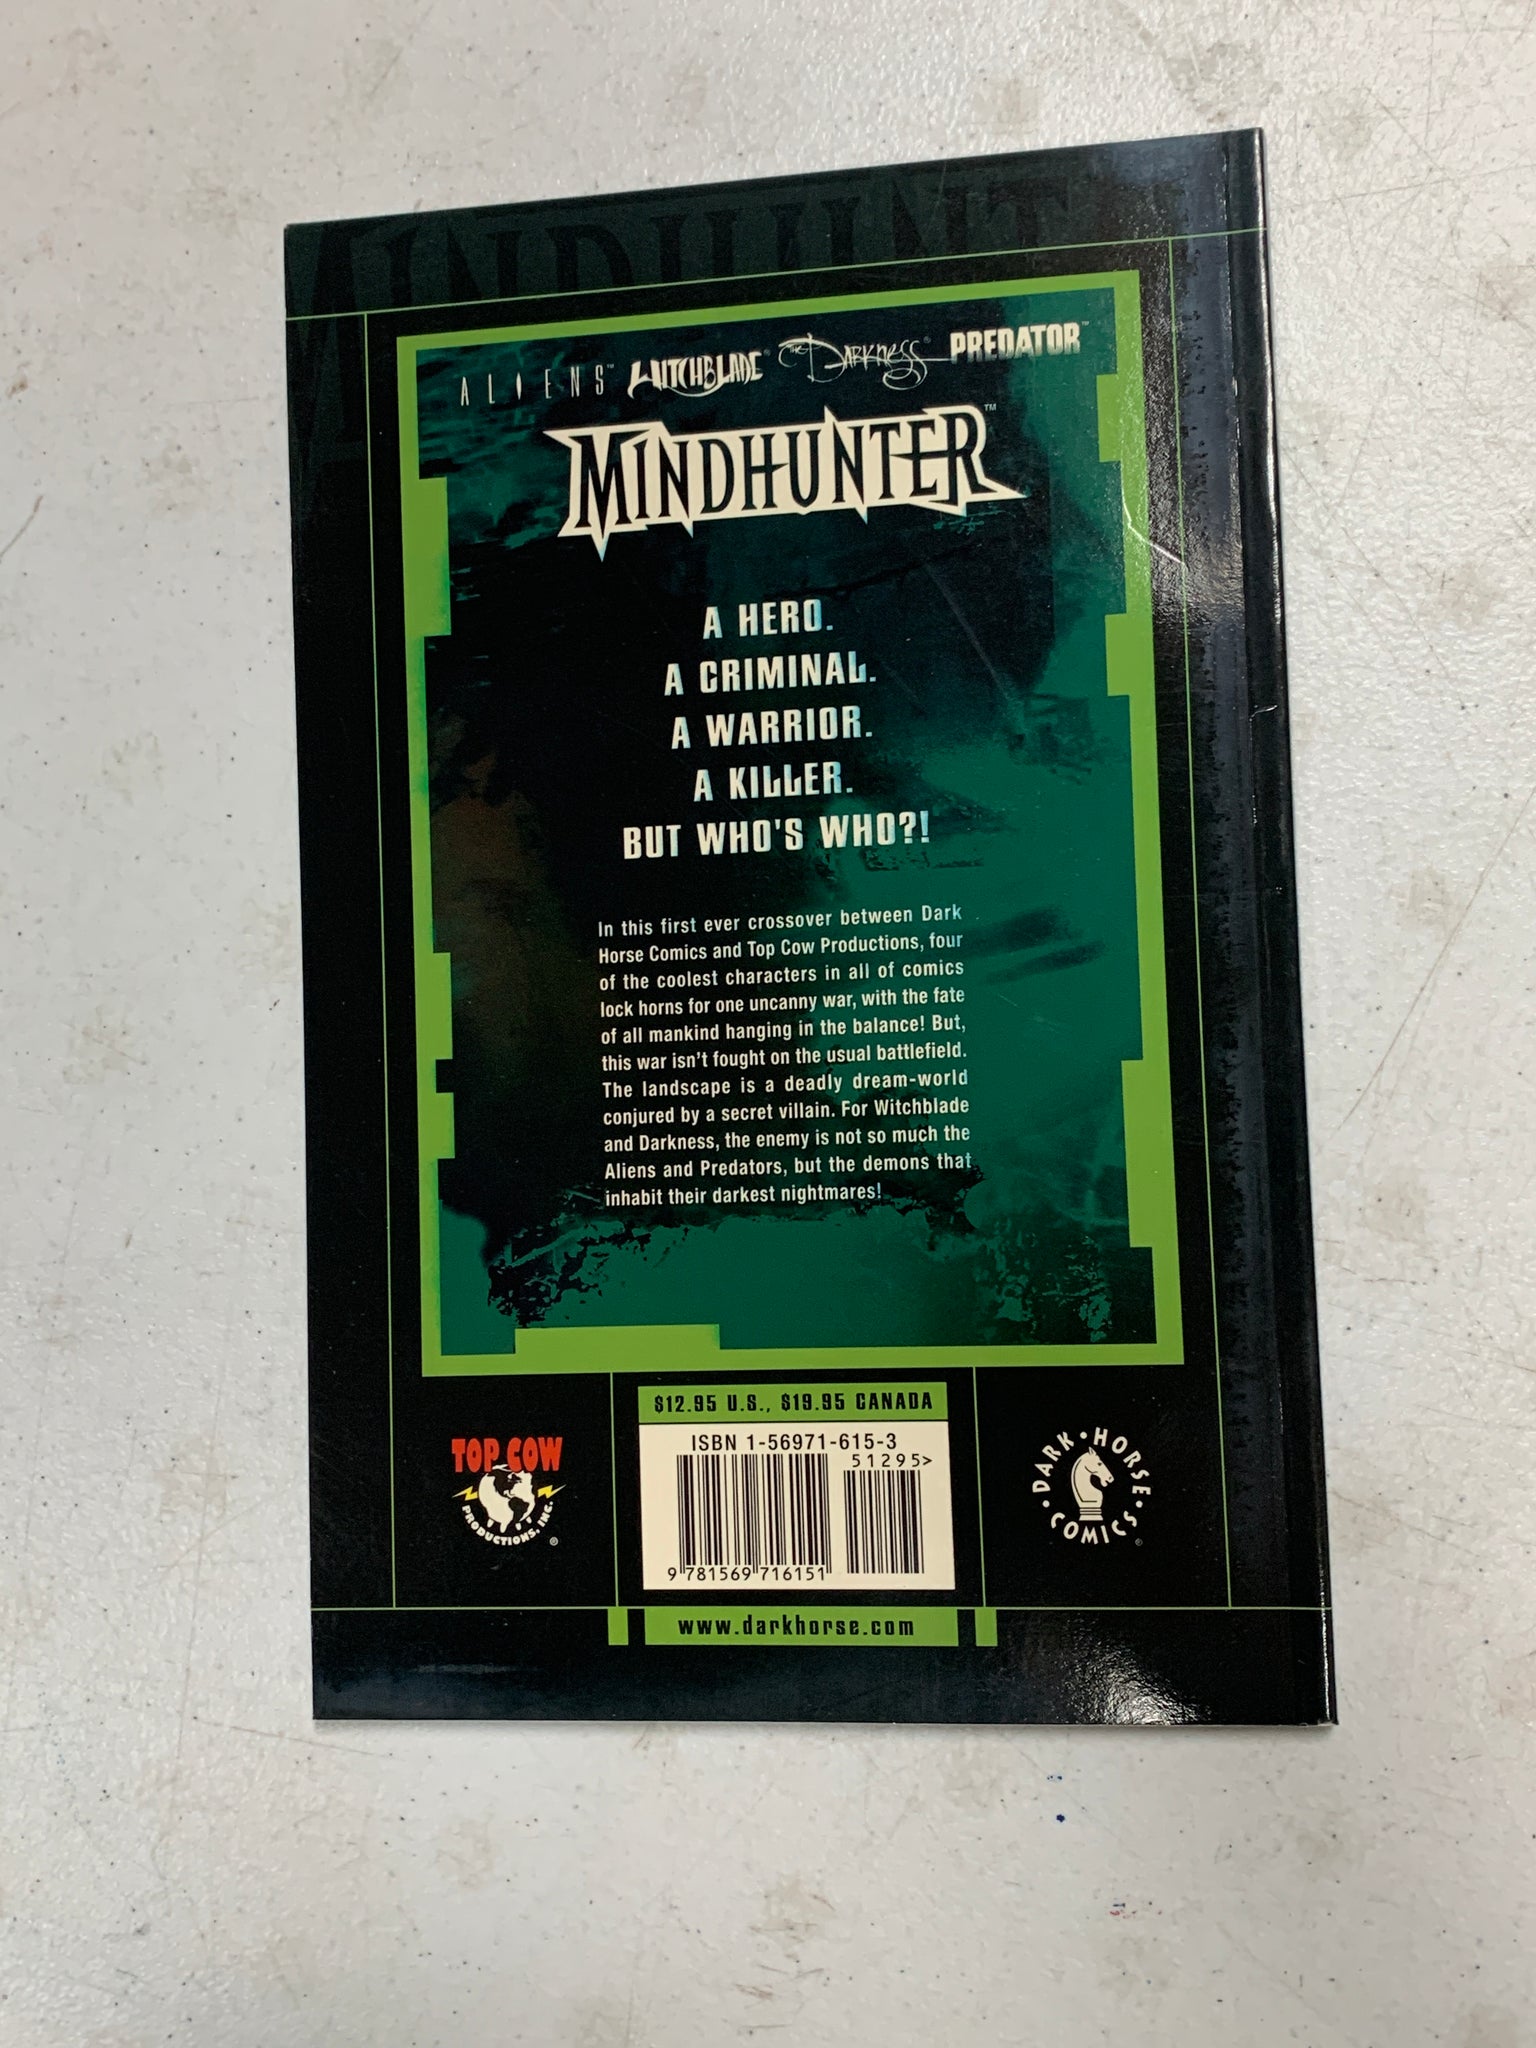 MINDHUNT
ALIENS™ WITCHBLADE® THE DARKNESS® PREDATOR™
MINDHUNTER™
A HERO.
A CRIMINAL.
A WARRIOR.
A KILLER.
BUT WHO'S WHO?!
In this first ever crossover between Dark
Horse Comics and Top Cow Productions, four
of the coolest characters in all of comics
lock horns for one uncanny war, with the fate
of all mankind hanging in the balance! But,
this war isn't fought on the usual battlefield.
The landscape is a deadly dream-world
conjured by a secret villain. For Witchblade
and Darkness, the enemy is not so much the
Aliens and Predators, but the demons that
inhabit their darkest nightmares!
$12.95 U.S., $19.95 CANADA
ISBN 1-56971-615-3
51295>
9 781569 716151
TOP COW
PRODUCTIONS, INC.®
DARK • HORSE • COMICS • ®
www.darkhorse.com